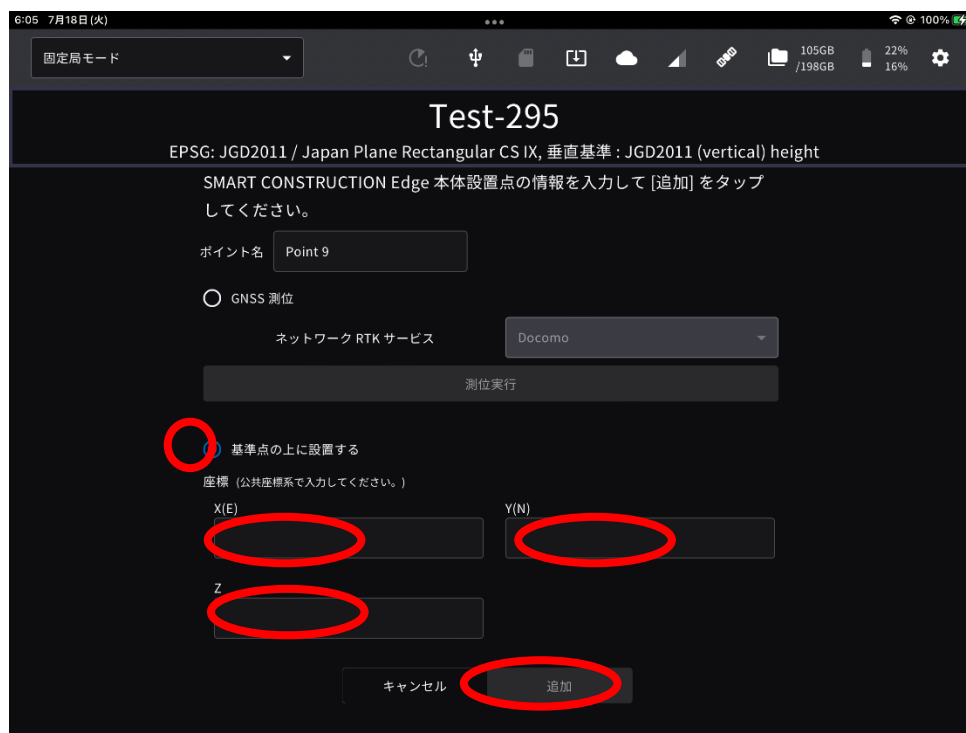 6:05 7月18日(火)
100%
固定局モード
105GB
/198GB
22%
16%
Test-295
EPSG: JGD2011 / Japan Plane Rectangular CS IX, 垂直基準 : JGD2011 (vertical) height
SMART CONSTRUCTION Edge 本体設置点の情報を入力して [追加] をタップ
してください。
ポイント名
Point 9
GNSS 測位
ネットワーク RTK サービス
Docomo
測位実行
基準点の上に設置する
座標 (公共座標系で入力してください。)
X(E)
Y(N)
Z
キャンセル
追加